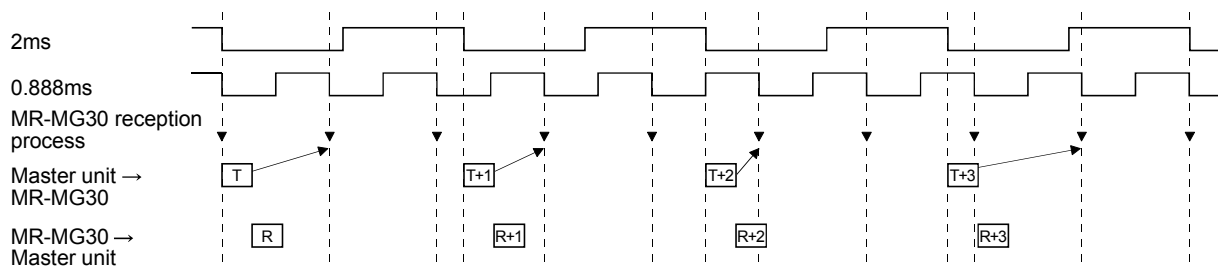 2ms
0.888ms
MR-MG30 reception
process
Master unit →
MR-MG30
T
T+1
T+2
T+3
MR-MG30 →
Master unit
R
R+1
R+2
R+3